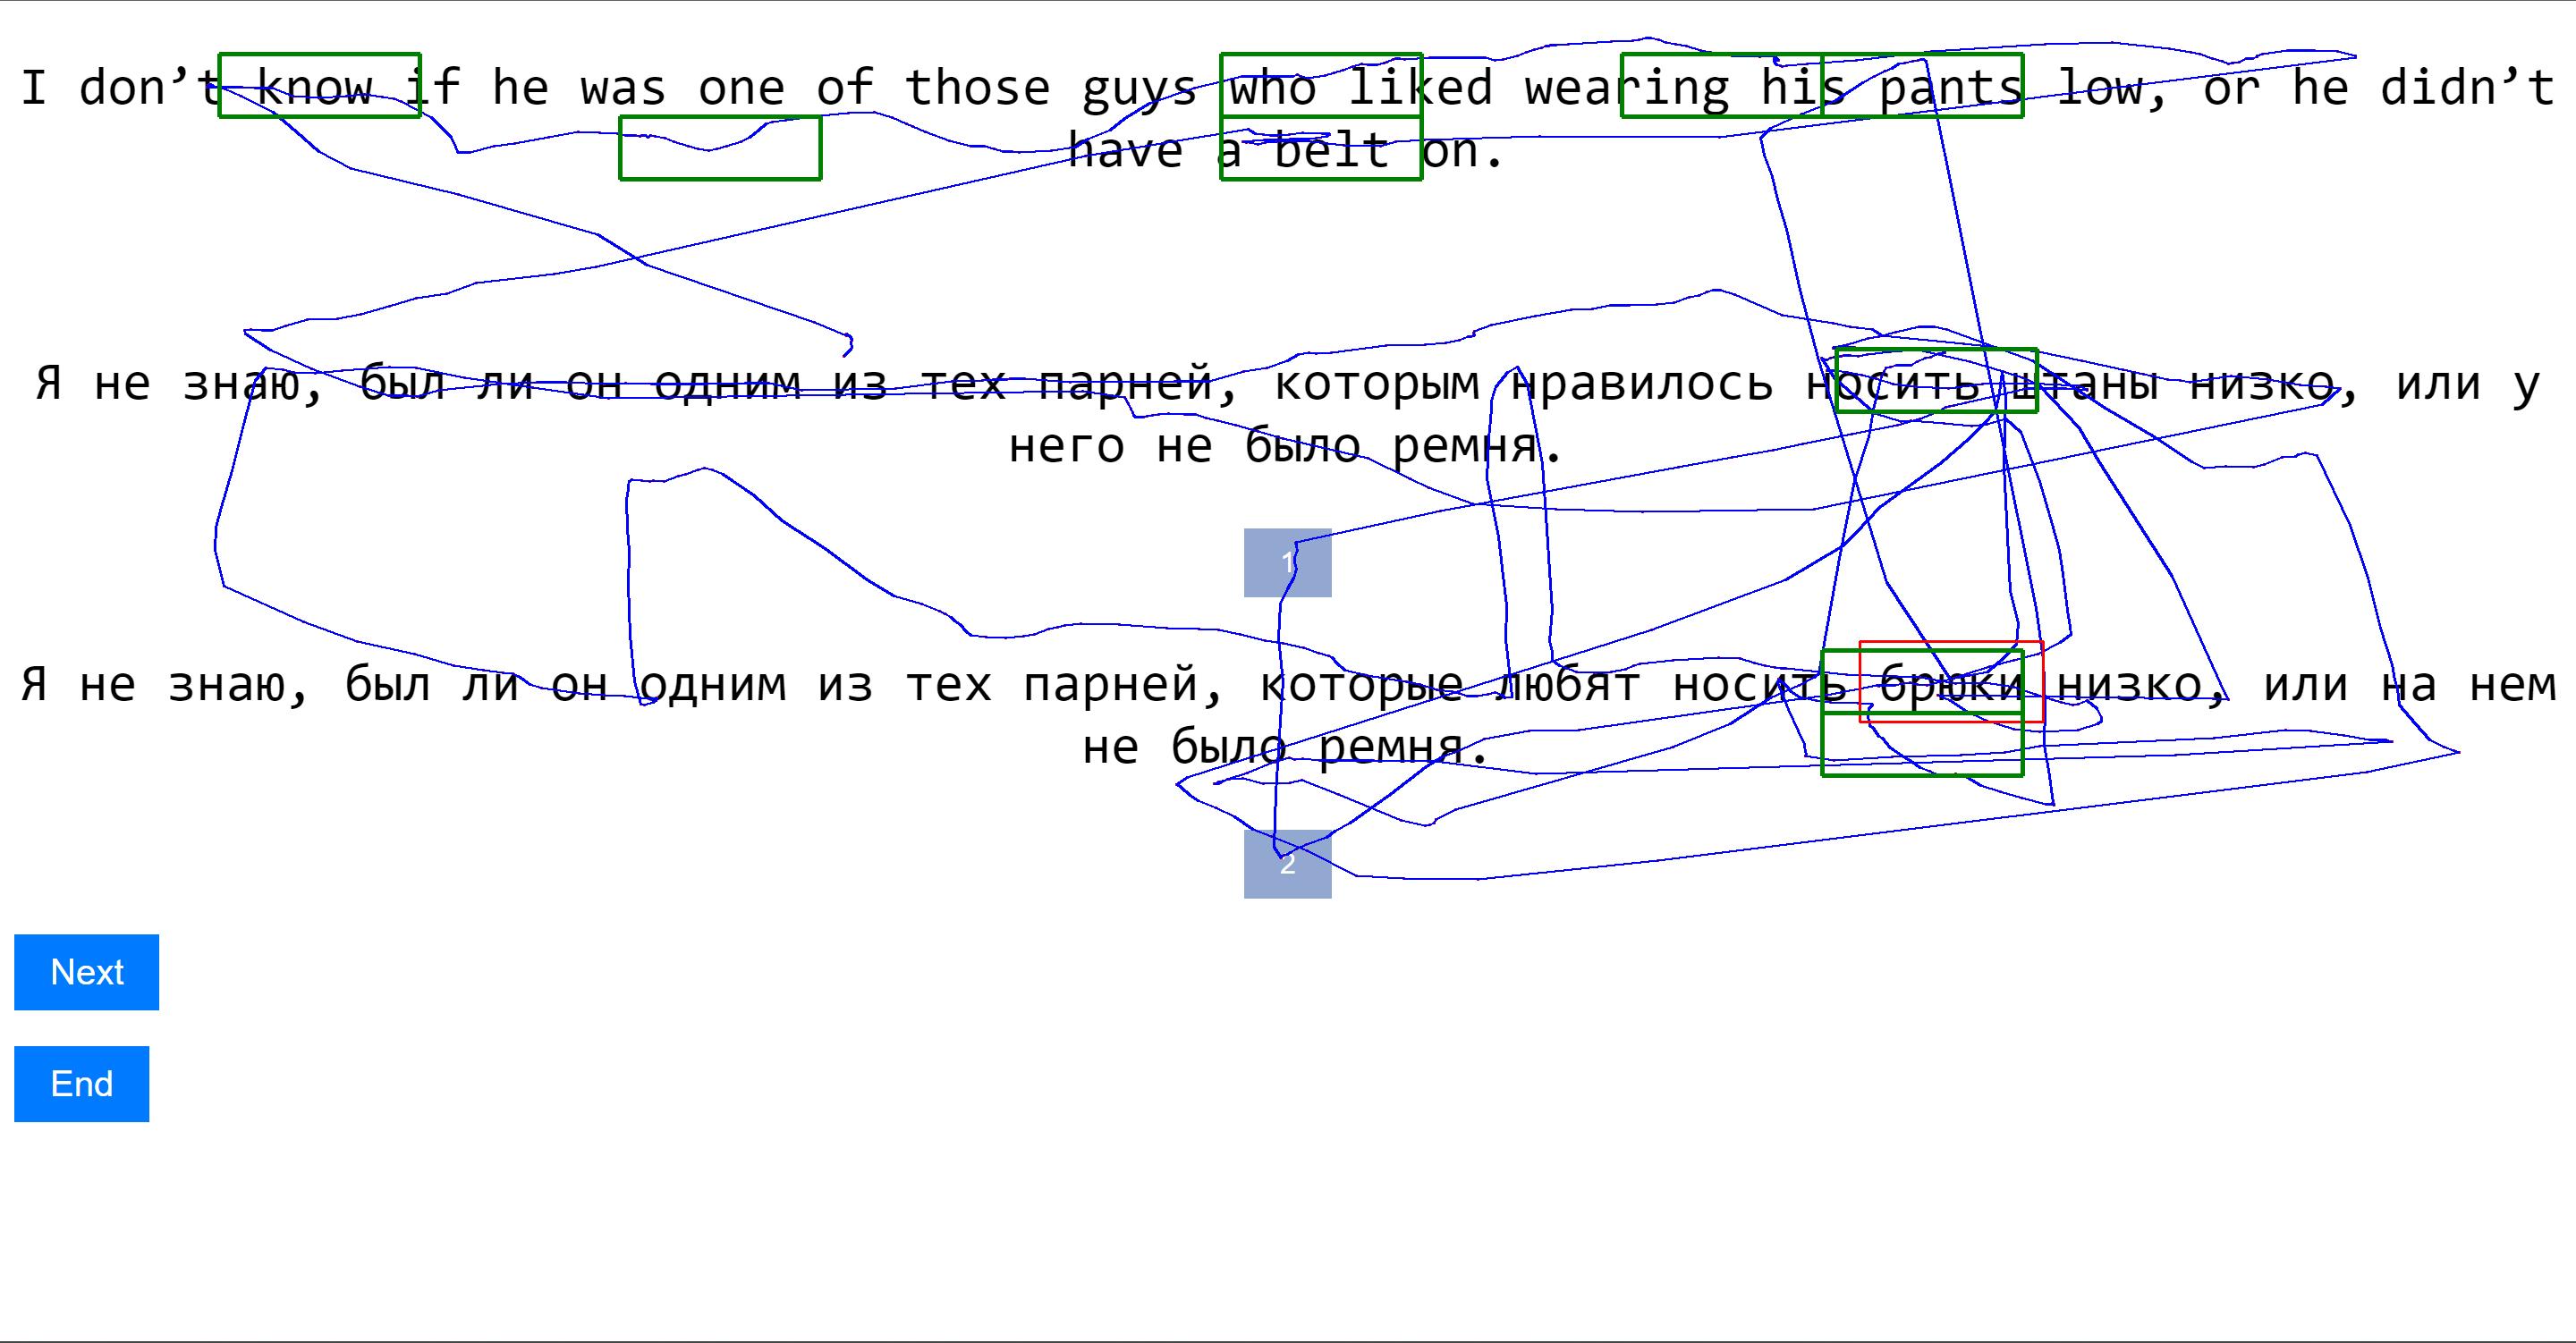 I don’t know if he was one of those guys who liked wearing his pants low, or he didn’t
have a belt on.
Я не знаю, был ли он одним из тех парней, которым нравилось носить штаны низко, или у
него не было ремня.
1
Я не знаю, был ли он одним из тех парней, которые любят носить брюки низко, или на нем
не было ремня.
2
Next
End